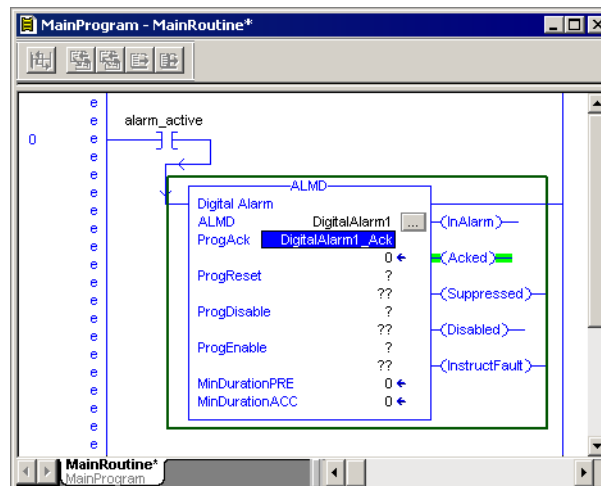 MainProgram - MainRoutine*
e
e
alarm_active
0 e
e
e
e
ALMD
e
Digital Alarm
e
ALMD DigitalAlarm1 ... InAlarm
e
ProgAck DigitalAlarm1_Ack
e
0 Acked
e
ProgReset ?
e
?? Suppressed
e
ProgDisable ?
e
?? Disabled
e
ProgEnable ?
e
?? InstructFault
e
MinDurationPRE 0
e
MinDurationACC 0
e
e
e
e
MainRoutine*
MainProgram